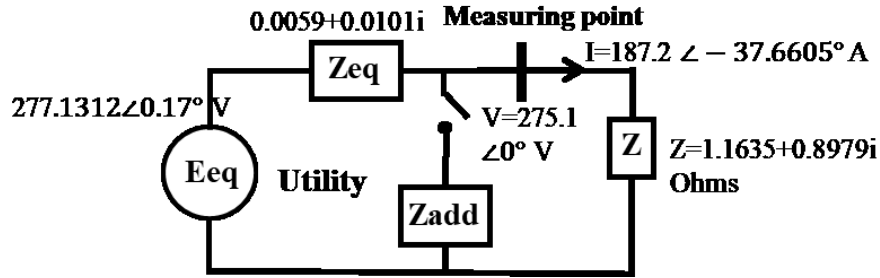 0.0059+0.0101i
Measuring point
I=187.2 ∠ − 37.6605° A
Zeq
277.1312∠0.17° V
V=275.1
∠0° V
Z
Z=1.1635+0.8979i
Ohms
Eeq
Utility
Zadd